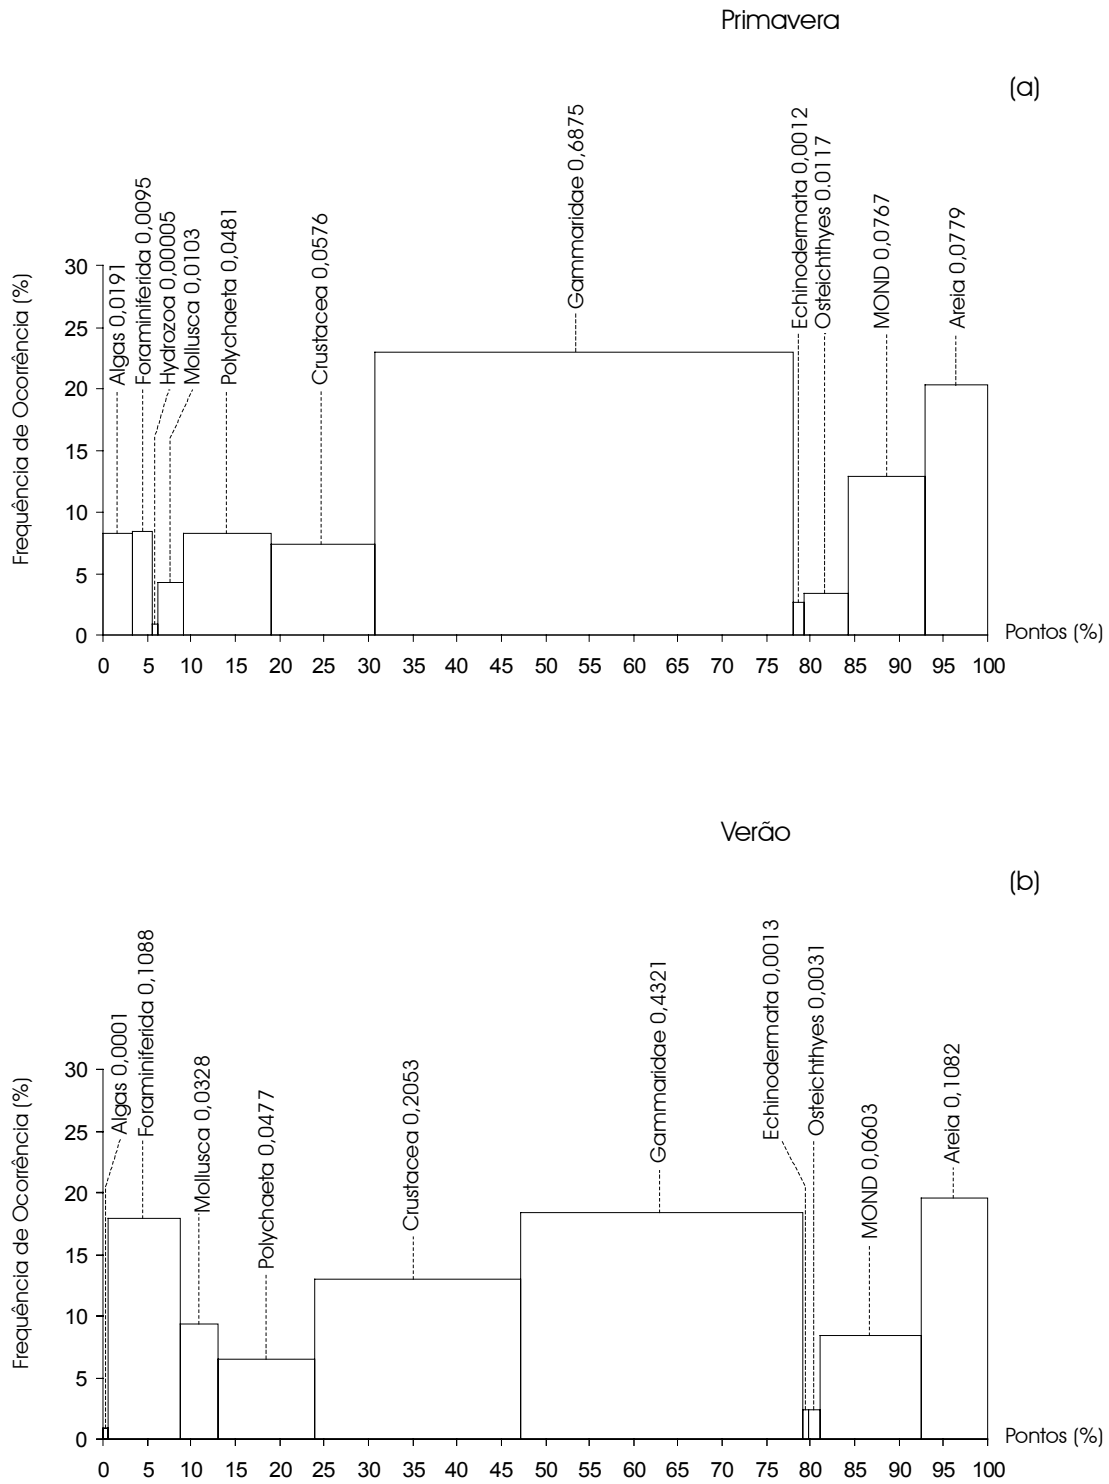 Primavera
(a)
Frequência de Ocorrência (%)
30
25
20
15
10
5
0
Algas 0,0191
Foraminiferida 0,0095
Hydrozoa 0,00005
Mollusca 0,0103
Polychaeta 0,0481
Crustacea 0,0576
Gammaridae 0,6875
Echinodermata 0,0012
Osteichthyes 0.0117
MOND 0,0767
Areia 0,0779
Pontos (%)
0 5 10 15 20 25 30 35 40 45 50 55 60 65 70 75 80 85 90 95 100
Verão
(b)
Frequência de Ocorrência (%)
30
25
20
15
10
5
0
Algas 0,0001
Foraminiferida 0,1088
Mollusca 0,0328
Polychaeta 0,0477
Crustacea 0,2053
Gammaridae 0,4321
Echinodermata 0,0013
Osteichthyes 0,0031
MOND 0,0603
Areia 0,1082
Pontos (%)
0 5 10 15 20 25 30 35 40 45 50 55 60 65 70 75 80 85 90 95 100